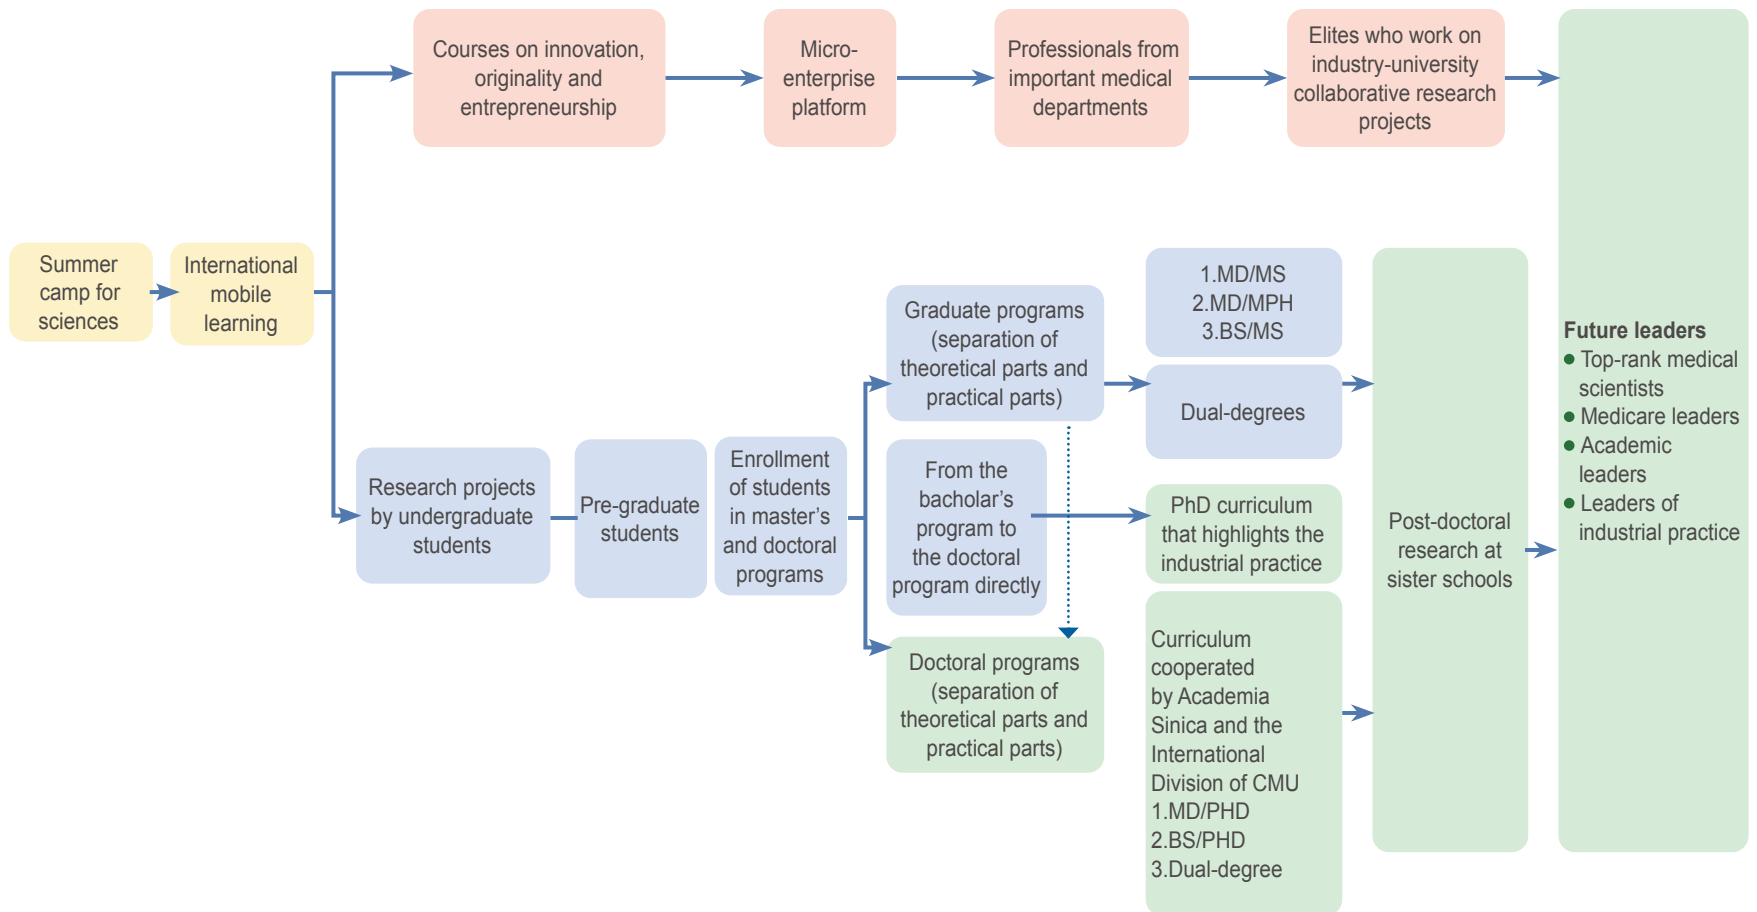 Courses on innovation,
originality and
entrepreneurship
Micro-
enterprise
platform
Professionals from
important medical
departments
Elites who work on
industry-university
collaborative research
projects
Summer
camp for
sciences
International
mobile
learning
Research projects
by undergraduate
students
Pre-graduate
students
Enrollment
of students
in master’s
and doctoral
programs
Graduate programs
(separation of
theoretical parts and
practical parts)
From the
bacholar’s
program to
the doctoral
program directly
Doctoral programs
(separation of
theoretical parts and
practical parts)
1.MD/MS
2.MD/MPH
3.BS/MS
Dual-degrees
PhD curriculum
that highlights the
industrial practice
Curriculum
cooperated
by Academia
Sinica and the
International
Division of CMU
1.MD/PHD
2.BS/PHD
3.Dual-degree
Post-doctoral
research at
sister schools
Future leaders
● Top-rank medical
scientists
● Medicare leaders
● Academic
leaders
● Leaders of
industrial practice